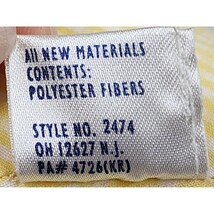 All NEW MATERIALS
CONTENTS:
POLYESTER FIBERS
STYLE NO. 2474
OH 12627 N.J.
PA# 4726(KR)